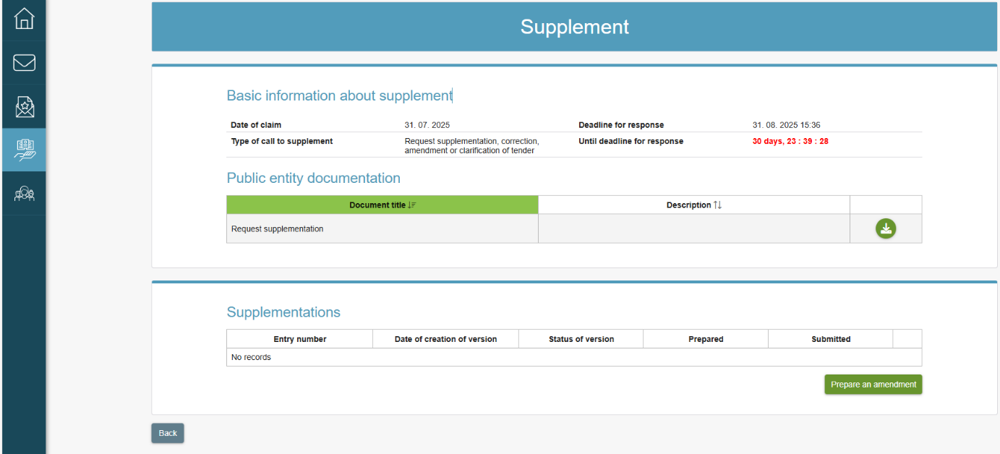 Supplement
Basic information about supplement
Date of claim 31. 07. 2025 Deadline for response 31. 08. 2025 15:36
Type of call to supplement Request supplementation, correction, Until deadline for response 30 days, 23 : 39 : 28
amendment or clarification of tender
Public entity documentation
Document title Description
Request supplementation
Supplementations
Entry number Date of creation of version Status of version Prepared Submitted
No records
Prepare an amendment
Back